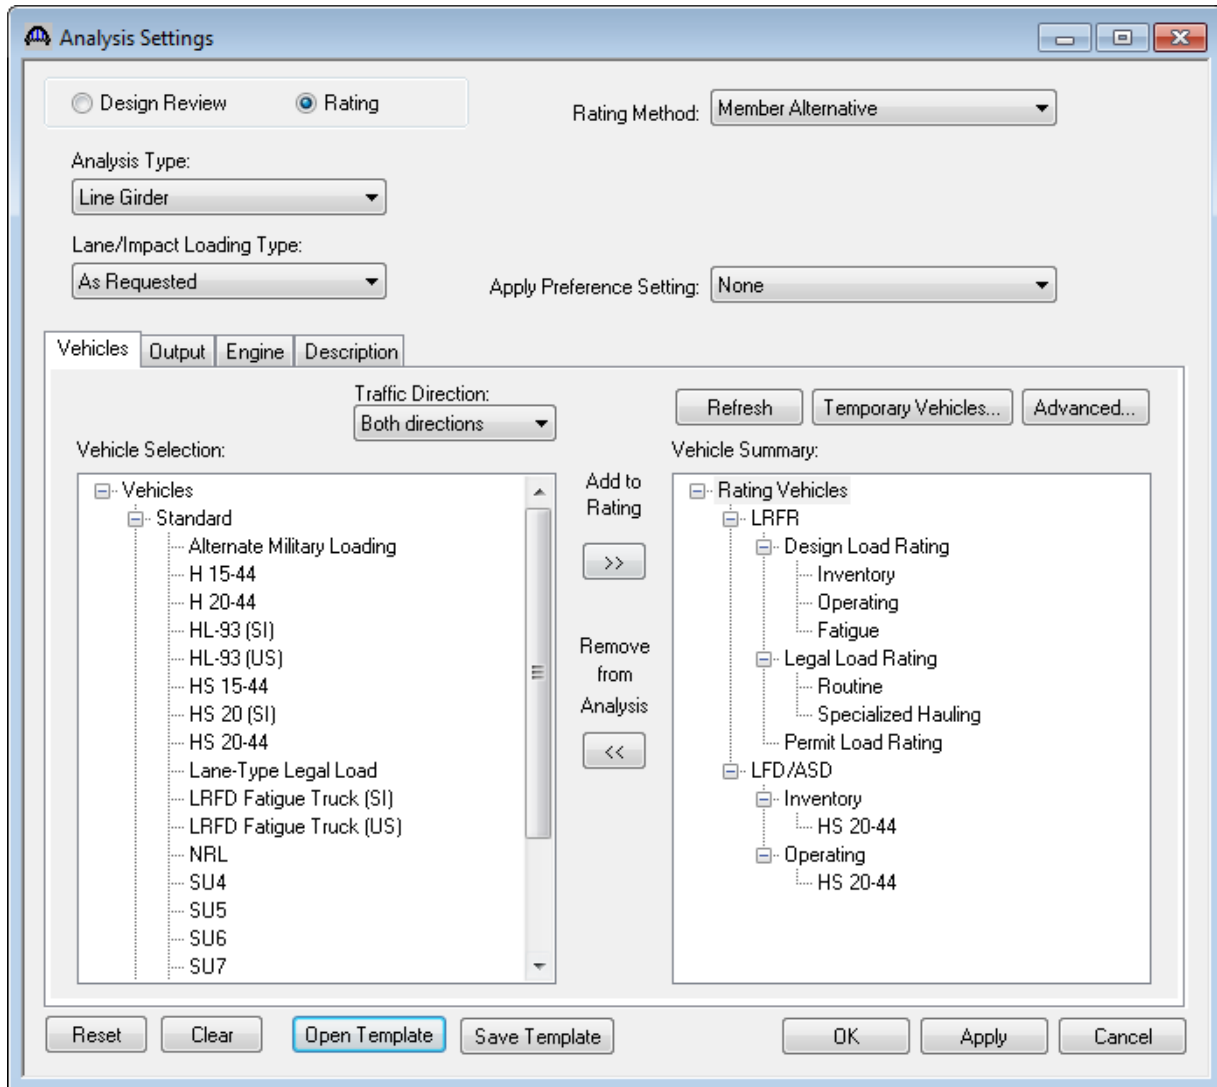 Analysis Settings
Design Review
Rating
Rating Method: Member Alternative
Analysis Type:
Line Girder
Lane/Impact Loading Type:
As Requested
Apply Preference Setting: None
Vehicles Output Engine Description
Traffic Direction:
Both directions
Refresh Temporary Vehicles... Advanced...
Vehicle Selection:
Vehicles
Standard
Alternate Military Loading
H 15-44
H 20-44
HL-93 (SI)
HL-93 (US)
HS 15-44
HS 20 (SI)
HS 20-44
Lane-Type Legal Load
LRFD Fatigue Truck (SI)
LRFD Fatigue Truck (US)
NRL
SU4
SU5
SU6
SU7
Add to
Rating
>>
Remove
from
Analysis
<<
Vehicle Summary:
Rating Vehicles
LRFR
Design Load Rating
Inventory
Operating
Fatigue
Legal Load Rating
Routine
Specialized Hauling
Permit Load Rating
LFD/ASD
Inventory
HS 20-44
Operating
HS 20-44
Reset Clear Open Template Save Template OK Apply Cancel